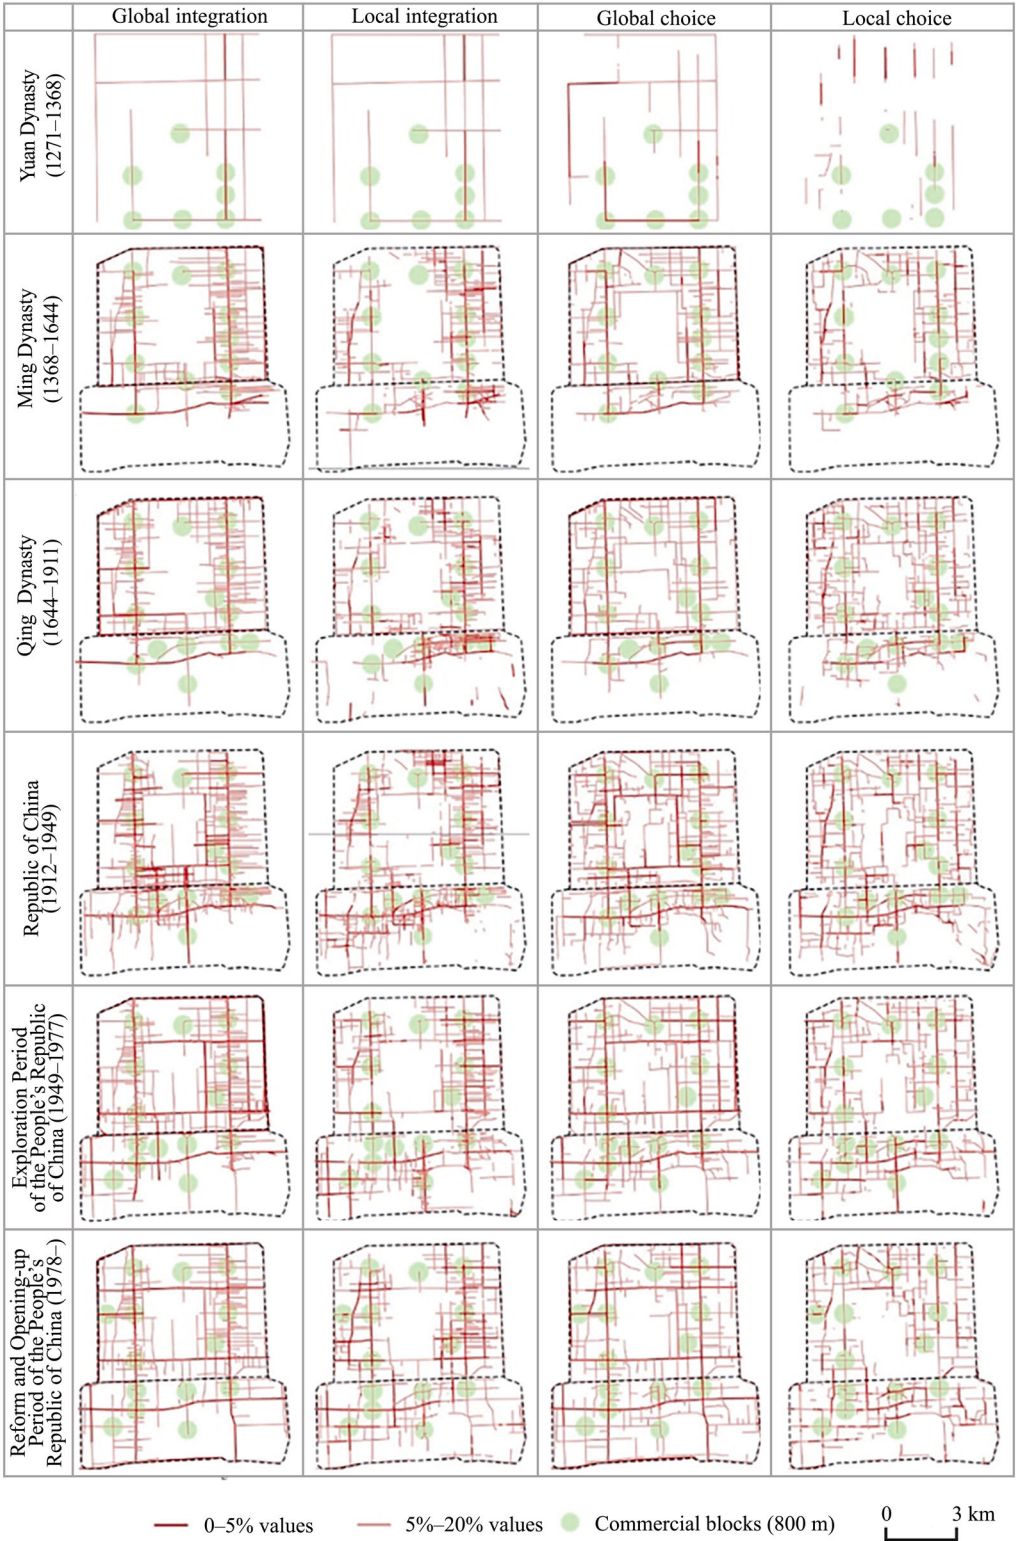 Global integration
Local integration
Global choice
Local choice
Yuan Dynasty
(1271–1368)
Ming Dynasty
(1368–1644)
Qing Dynasty
(1644–1911)
Republic of China
(1912–1949)
Exploration Period
of the People's Republic
of China (1949–1977)
Reform and Opening-up
Period of the People's
Republic of China (1978–)
0–5% values
5%–20% values
Commercial blocks (800 m)
0
3 km